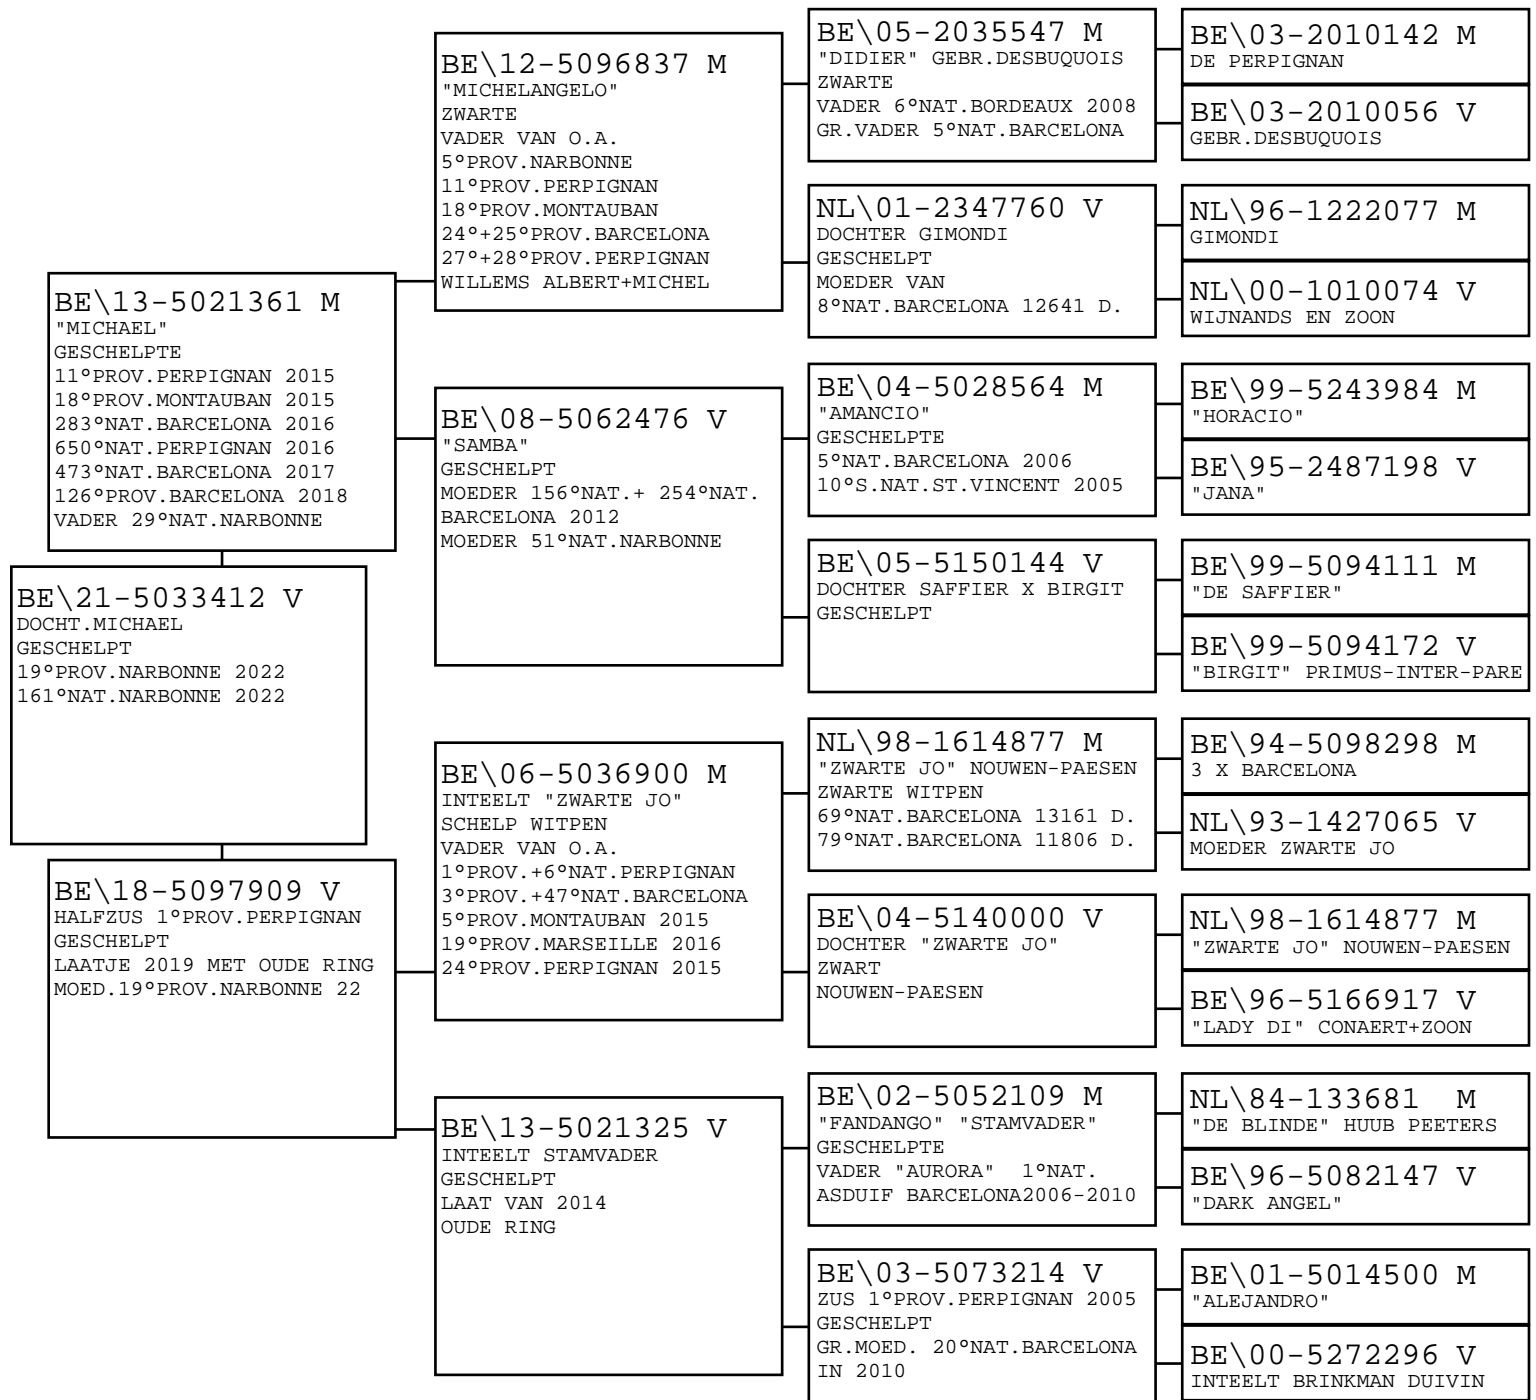 BE\21-5033412 V
DOCHT.MICHAEL
GESCHELPT
19°PROV.NARBONNE 2022
161°NAT.NARBONNE 2022
BE\13-5021361 M
"MICHAEL"
GESCHELPTE
11°PROV.PERPIGNAN 2015
18°PROV.MONTAUBAN 2015
283°NAT.BARCELONA 2016
650°NAT.PERPIGNAN 2016
473°NAT.BARCELONA 2017
126°PROV.BARCELONA 2018
VADER 29°NAT.NARBONNE
BE\18-5097909 V
HALFZUS 1°PROV.PERPIGNAN
GESCHELPT
LAATJE 2019 MET OUDE RING
MOED.19°PROV.NARBONNE 22
BE\12-5096837 M
"MICHELANGELO"
ZWARTE
VADER VAN O.A.
5°PROV.NARBONNE
11°PROV.PERPIGNAN
18°PROV.MONTAUBAN
24°+25°PROV.BARCELONA
27°+28°PROV.PERPIGNAN
WILLEMS ALBERT+MICHEL
BE\08-5062476 V
"SAMBA"
GESCHELPT
MOEDER 156°NAT.+ 254°NAT.
BARCELONA 2012
MOEDER 51°NAT.NARBONNE
BE\06-5036900 M
INTEELT "ZWARTE JO"
SCHELP WITPEN
VADER VAN O.A.
1°PROV.+6°NAT.PERPIGNAN
3°PROV.+47°NAT.BARCELONA
5°PROV.MONTAUBAN 2015
19°PROV.MARSEILLE 2016
24°PROV.PERPIGNAN 2015
BE\13-5021325 V
INTEELT STAMVADER
GESCHELPT
LAAT VAN 2014
OUDE RING
BE\05-2035547 M
"DIDIER" GEBR.DESBUQUOIS
ZWARTE
VADER 6°NAT.BORDEAUX 2008
GR.VADER 5°NAT.BARCELONA
NL\01-2347760 V
DOCHTER GIMONDI
GESCHELPT
MOEDER VAN
8°NAT.BARCELONA 12641 D.
BE\04-5028564 M
"AMANCIO"
GESCHELPTE
5°NAT.BARCELONA 2006
10°S.NAT.ST.VINCENT 2005
BE\05-5150144 V
DOCHTER SAFFIER X BIRGIT
GESCHELPT
NL\98-1614877 M
"ZWARTE JO" NOUWEN-PAESEN
ZWARTE WITPEN
69°NAT.BARCELONA 13161 D.
79°NAT.BARCELONA 11806 D.
BE\04-5140000 V
DOCHTER "ZWARTE JO"
ZWART
NOUWEN-PAESEN
BE\02-5052109 M
"FANDANGO" "STAMVADER"
GESCHELPTE
VADER "AURORA"  1°NAT.
ASDUIF BARCELONA2006-2010
BE\03-5073214 V
ZUS 1°PROV.PERPIGNAN 2005
GESCHELPT
GR.MOED. 20°NAT.BARCELONA
IN 2010
BE\03-2010142 M
DE PERPIGNAN
BE\03-2010056 V
GEBR.DESBUQUOIS
NL\96-1222077 M
GIMONDI
NL\00-1010074 V
WIJNANDS EN ZOON
BE\99-5243984 M
"HORACIO"
BE\95-2487198 V
"JANA"
BE\99-5094111 M
"DE SAFFIER"
BE\99-5094172 V
"BIRGIT" PRIMUS-INTER-PARE
BE\94-5098298 M
3 X BARCELONA
NL\93-1427065 V
MOEDER ZWARTE JO
NL\98-1614877 M
"ZWARTE JO" NOUWEN-PAESEN
BE\96-5166917 V
"LADY DI" CONAERT+ZOON
NL\84-133681  M
"DE BLINDE" HUUB PEETERS
BE\96-5082147 V
"DARK ANGEL"
BE\01-5014500 M
"ALEJANDRO"
BE\00-5272296 V
INTEELT BRINKMAN DUIVIN